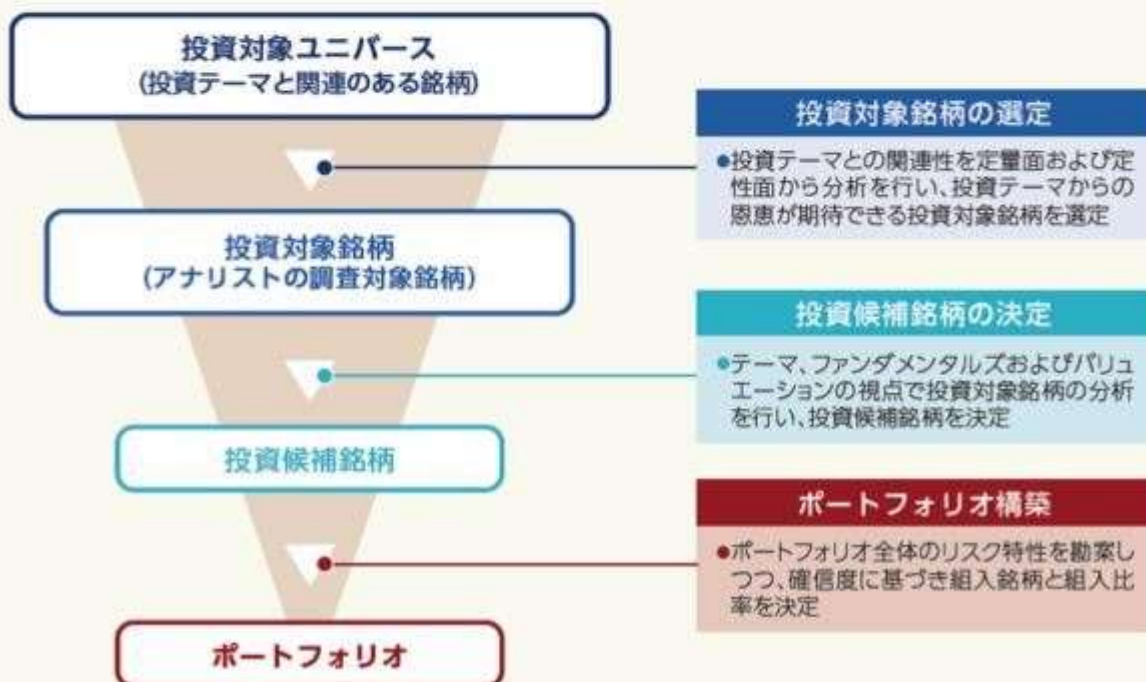 投資対象ユニバース
(投資テーマと関連のある銘柄)
投資対象銘柄の選定
●投資テーマとの関連性を定量面および定
性面から分析を行い、投資テーマからの
恩恵が期待できる投資対象銘柄を選定
投資対象銘柄
(アナリストの調査対象銘柄)
投資候補銘柄の決定
●テーマ、ファンダメンタルズおよびバリュ
エーションの視点で投資対象銘柄の分析
を行い、投資候補銘柄を決定
投資候補銘柄
ポートフォリオ構築
●ポートフォリオ全体のリスク特性を勘案し
つつ、確信度に基づき組入銘柄と組入比
率を決定
ポートフォリオ